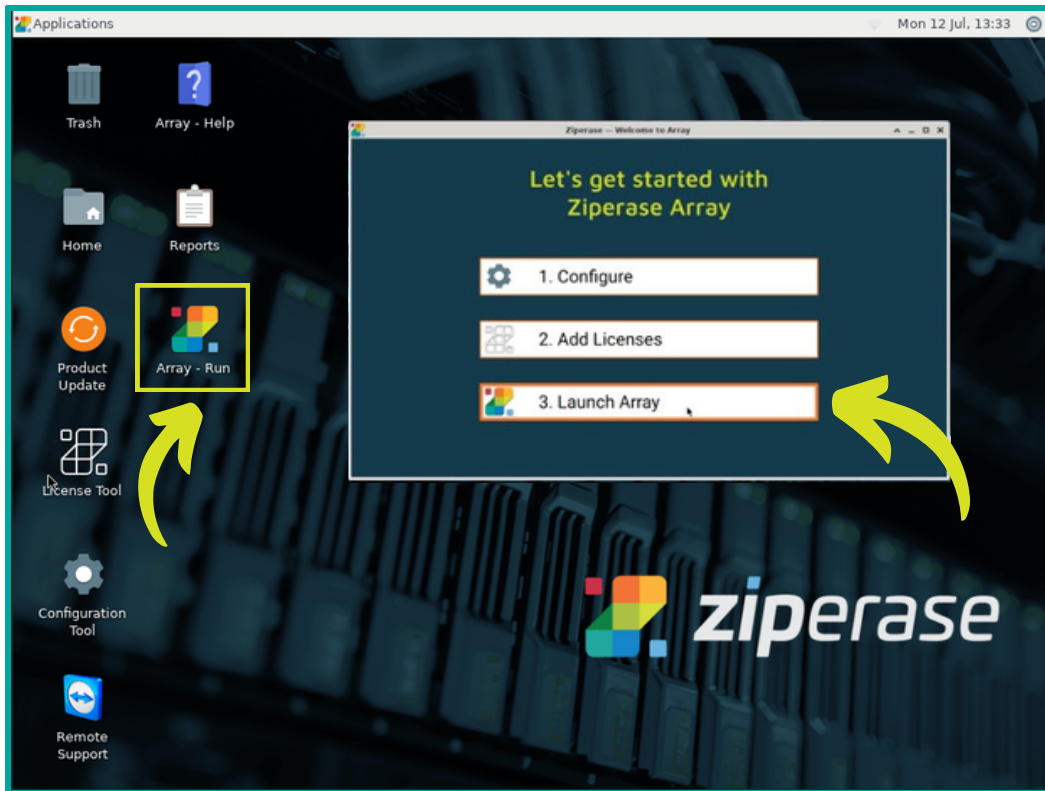 Applications
Mon 12 Jul, 13:33
Trash
Array - Help
Home
Reports
Product
Update
Array - Run
License Tool
Configuration
Tool
Remote
Support
Ziperase -- Welcome to Array
Let's get started with
Ziperase Array
1. Configure
2. Add Licenses
3. Launch Array
ziperase